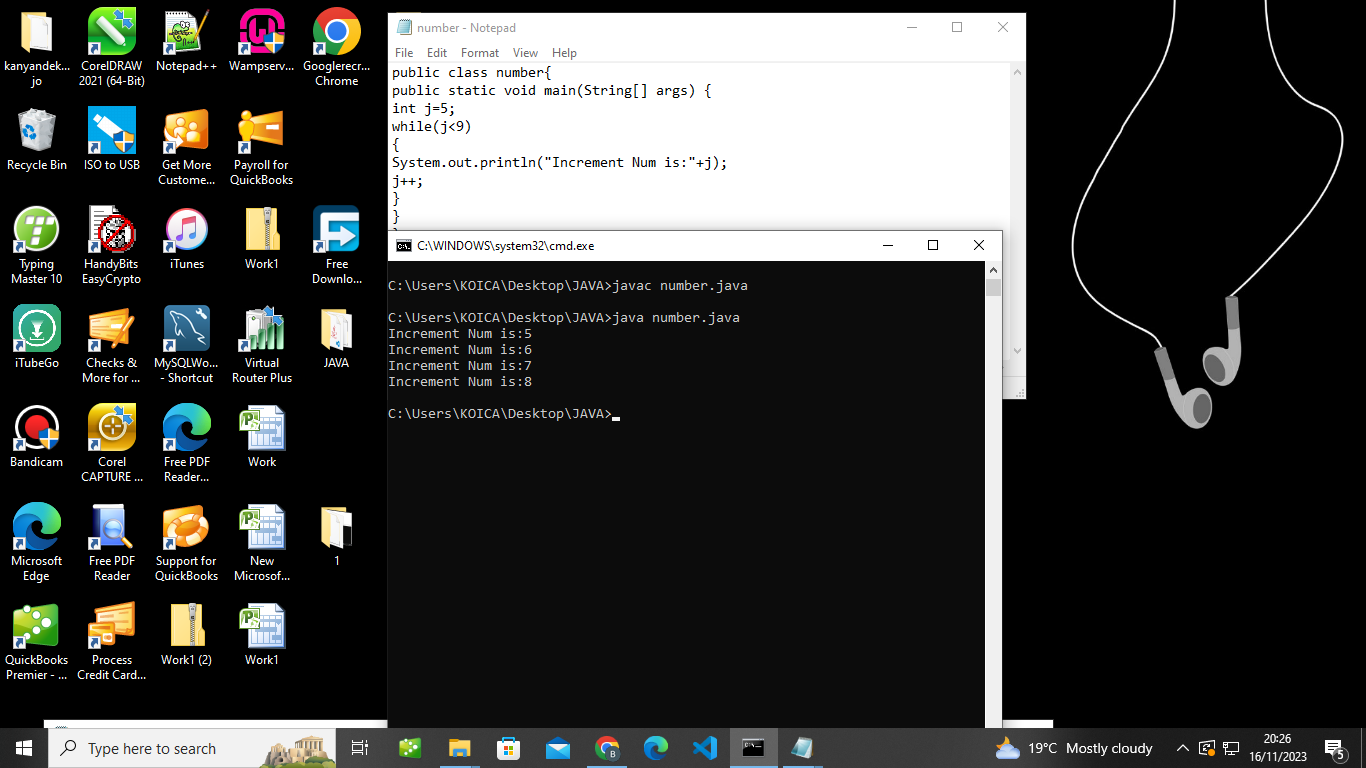 kanyandek...
jo
CorelDRAW
2021 (64-Bit)
Notepad++
Wampserv...
Googlerecr...
Chrome
Recycle Bin
ISO to USB
Get More
Custome...
Payroll for
QuickBooks
Typing
Master 10
HandyBits
EasyCrypto
iTunes
Work1
Free
Downlo...
iTubeGo
Checks &
More for ...
MySQLWo...
- Shortcut
Virtual
Router Plus
JAVA
Bandicam
Corel
CAPTURE ...
Free PDF
Reader...
Work
Microsoft
Edge
Free PDF
Reader
Support for
QuickBooks
New
Microsof...
1
QuickBooks
Premier - ...
Process
Credit Card...
Work1 (2)
Work1
number - Notepad
File Edit Format View Help
public class number{
public static void main(String[] args) {
int j=5;
while(j<9)
{
System.out.println("Increment Num is:"+j);
j++;
}
}
C:\WINDOWS\system32\cmd.exe
C:\Users\KOICA\Desktop\JAVA>javac number.java
C:\Users\KOICA\Desktop\JAVA>java number.java
Increment Num is:5
Increment Num is:6
Increment Num is:7
Increment Num is:8
C:\Users\KOICA\Desktop\JAVA>
Type here to search
19°C Mostly cloudy
20:26
16/11/2023
5